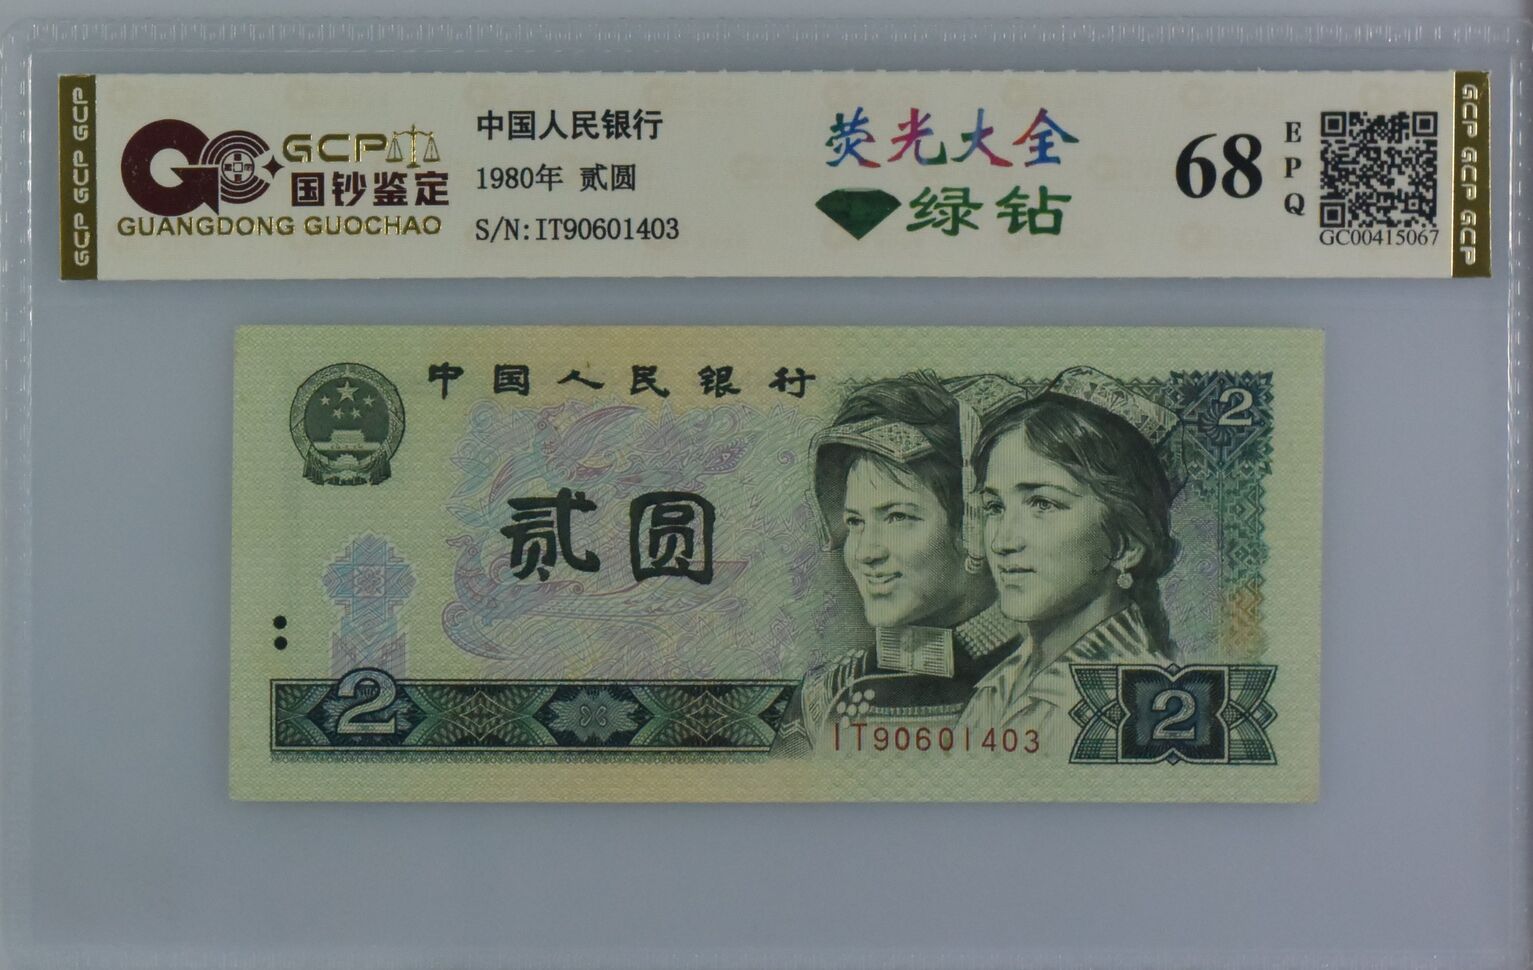 GCP GCP GCP
GCP
国钞鉴定
GUANGDONG GUOCHAO
中国人民银行
1980年 贰圆
S/N:IT90601403
荧光大全
绿钻
68
EPQ
GC00415067
GCP GCP GCP
中国人民银行
2
贰圆
2
IT90601403
2